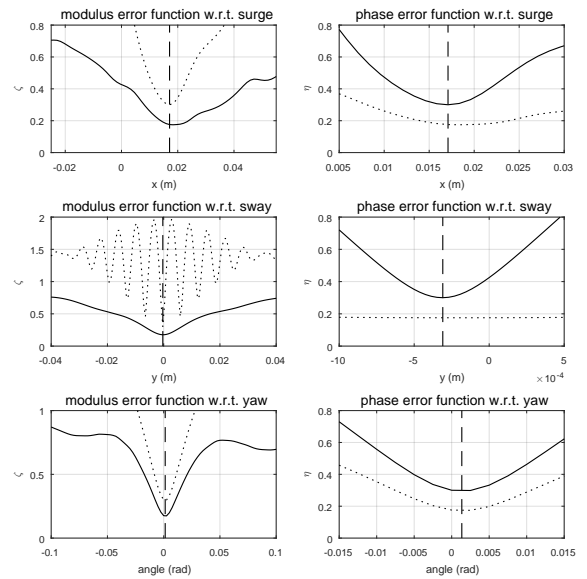 modulus error function w.r.t. surge
0.8
0.6
0.4
0.2
0
ζ
-0.02 0 0.02 0.04
x (m)
phase error function w.r.t. surge
0.8
0.6
0.4
0.2
0
η
0.005 0.01 0.015 0.02 0.025 0.03
x (m)
modulus error function w.r.t. sway
2
1.5
1
0.5
0
ζ
-0.04 -0.02 0 0.02 0.04
y (m)
phase error function w.r.t. sway
0.8
0.6
0.4
0.2
0
η
-10 -5 0 5
y (m)
×10⁻⁴
modulus error function w.r.t. yaw
1
0.5
0
ζ
-0.1 -0.05 0 0.05 0.1
angle (rad)
phase error function w.r.t. yaw
0.8
0.6
0.4
0.2
0
η
-0.015 -0.01 -0.005 0 0.005 0.01 0.015
angle (rad)